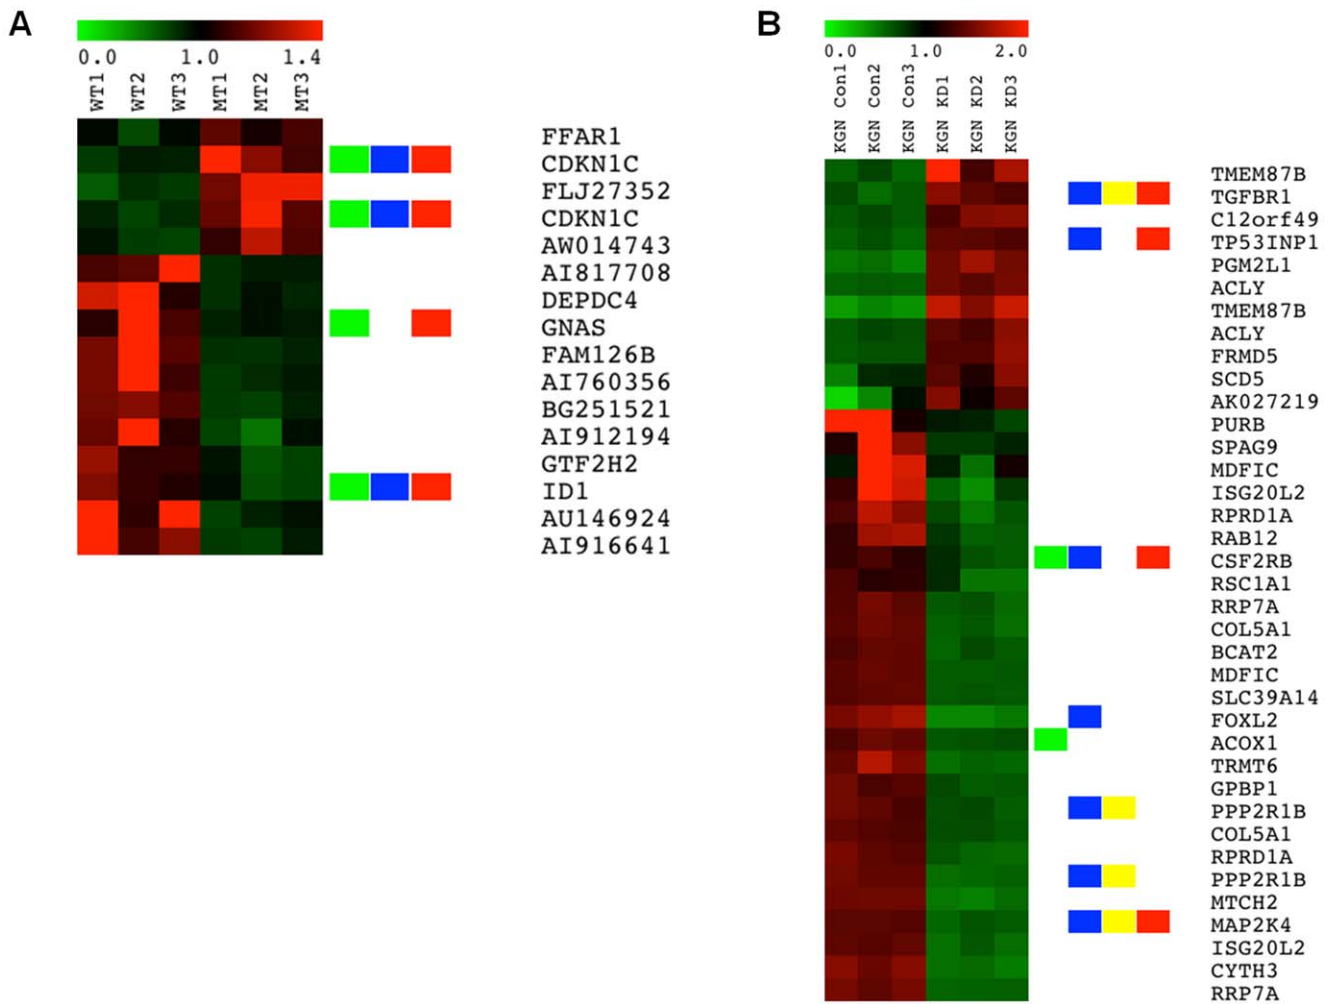 A
0.0 1.0 1.4
WT1 WT2 WT3 MT1 MT2 MT3
FFAR1
CDKN1C
FLJ27352
CDKN1C
AW014743
AI817708
DEPDC4
GNAS
FAM126B
AI760356
BG251521
AI912194
GTF2H2
ID1
AU146924
AI916641
B
0.0 1.0 2.0
KGN Con1 KGN Con2 KGN Con3 KGN KD1 KGN KD2 KGN KD3
TMEM87B
TGFBR1
C12orf49
TP53INP1
PGM2L1
ACLY
TMEM87B
ACLY
FRMD5
SCD5
AK027219
PURB
SPAG9
MDFIC
ISG20L2
RPRD1A
RAB12
CSF2RB
RSC1A1
RRP7A
COL5A1
BCAT2
MDFIC
SLC39A14
FOXL2
ACOX1
TRMT6
GPBP1
PPP2R1B
COL5A1
RPRD1A
PPP2R1B
MTCH2
MAP2K4
ISG20L2
CYTH3
RRP7A